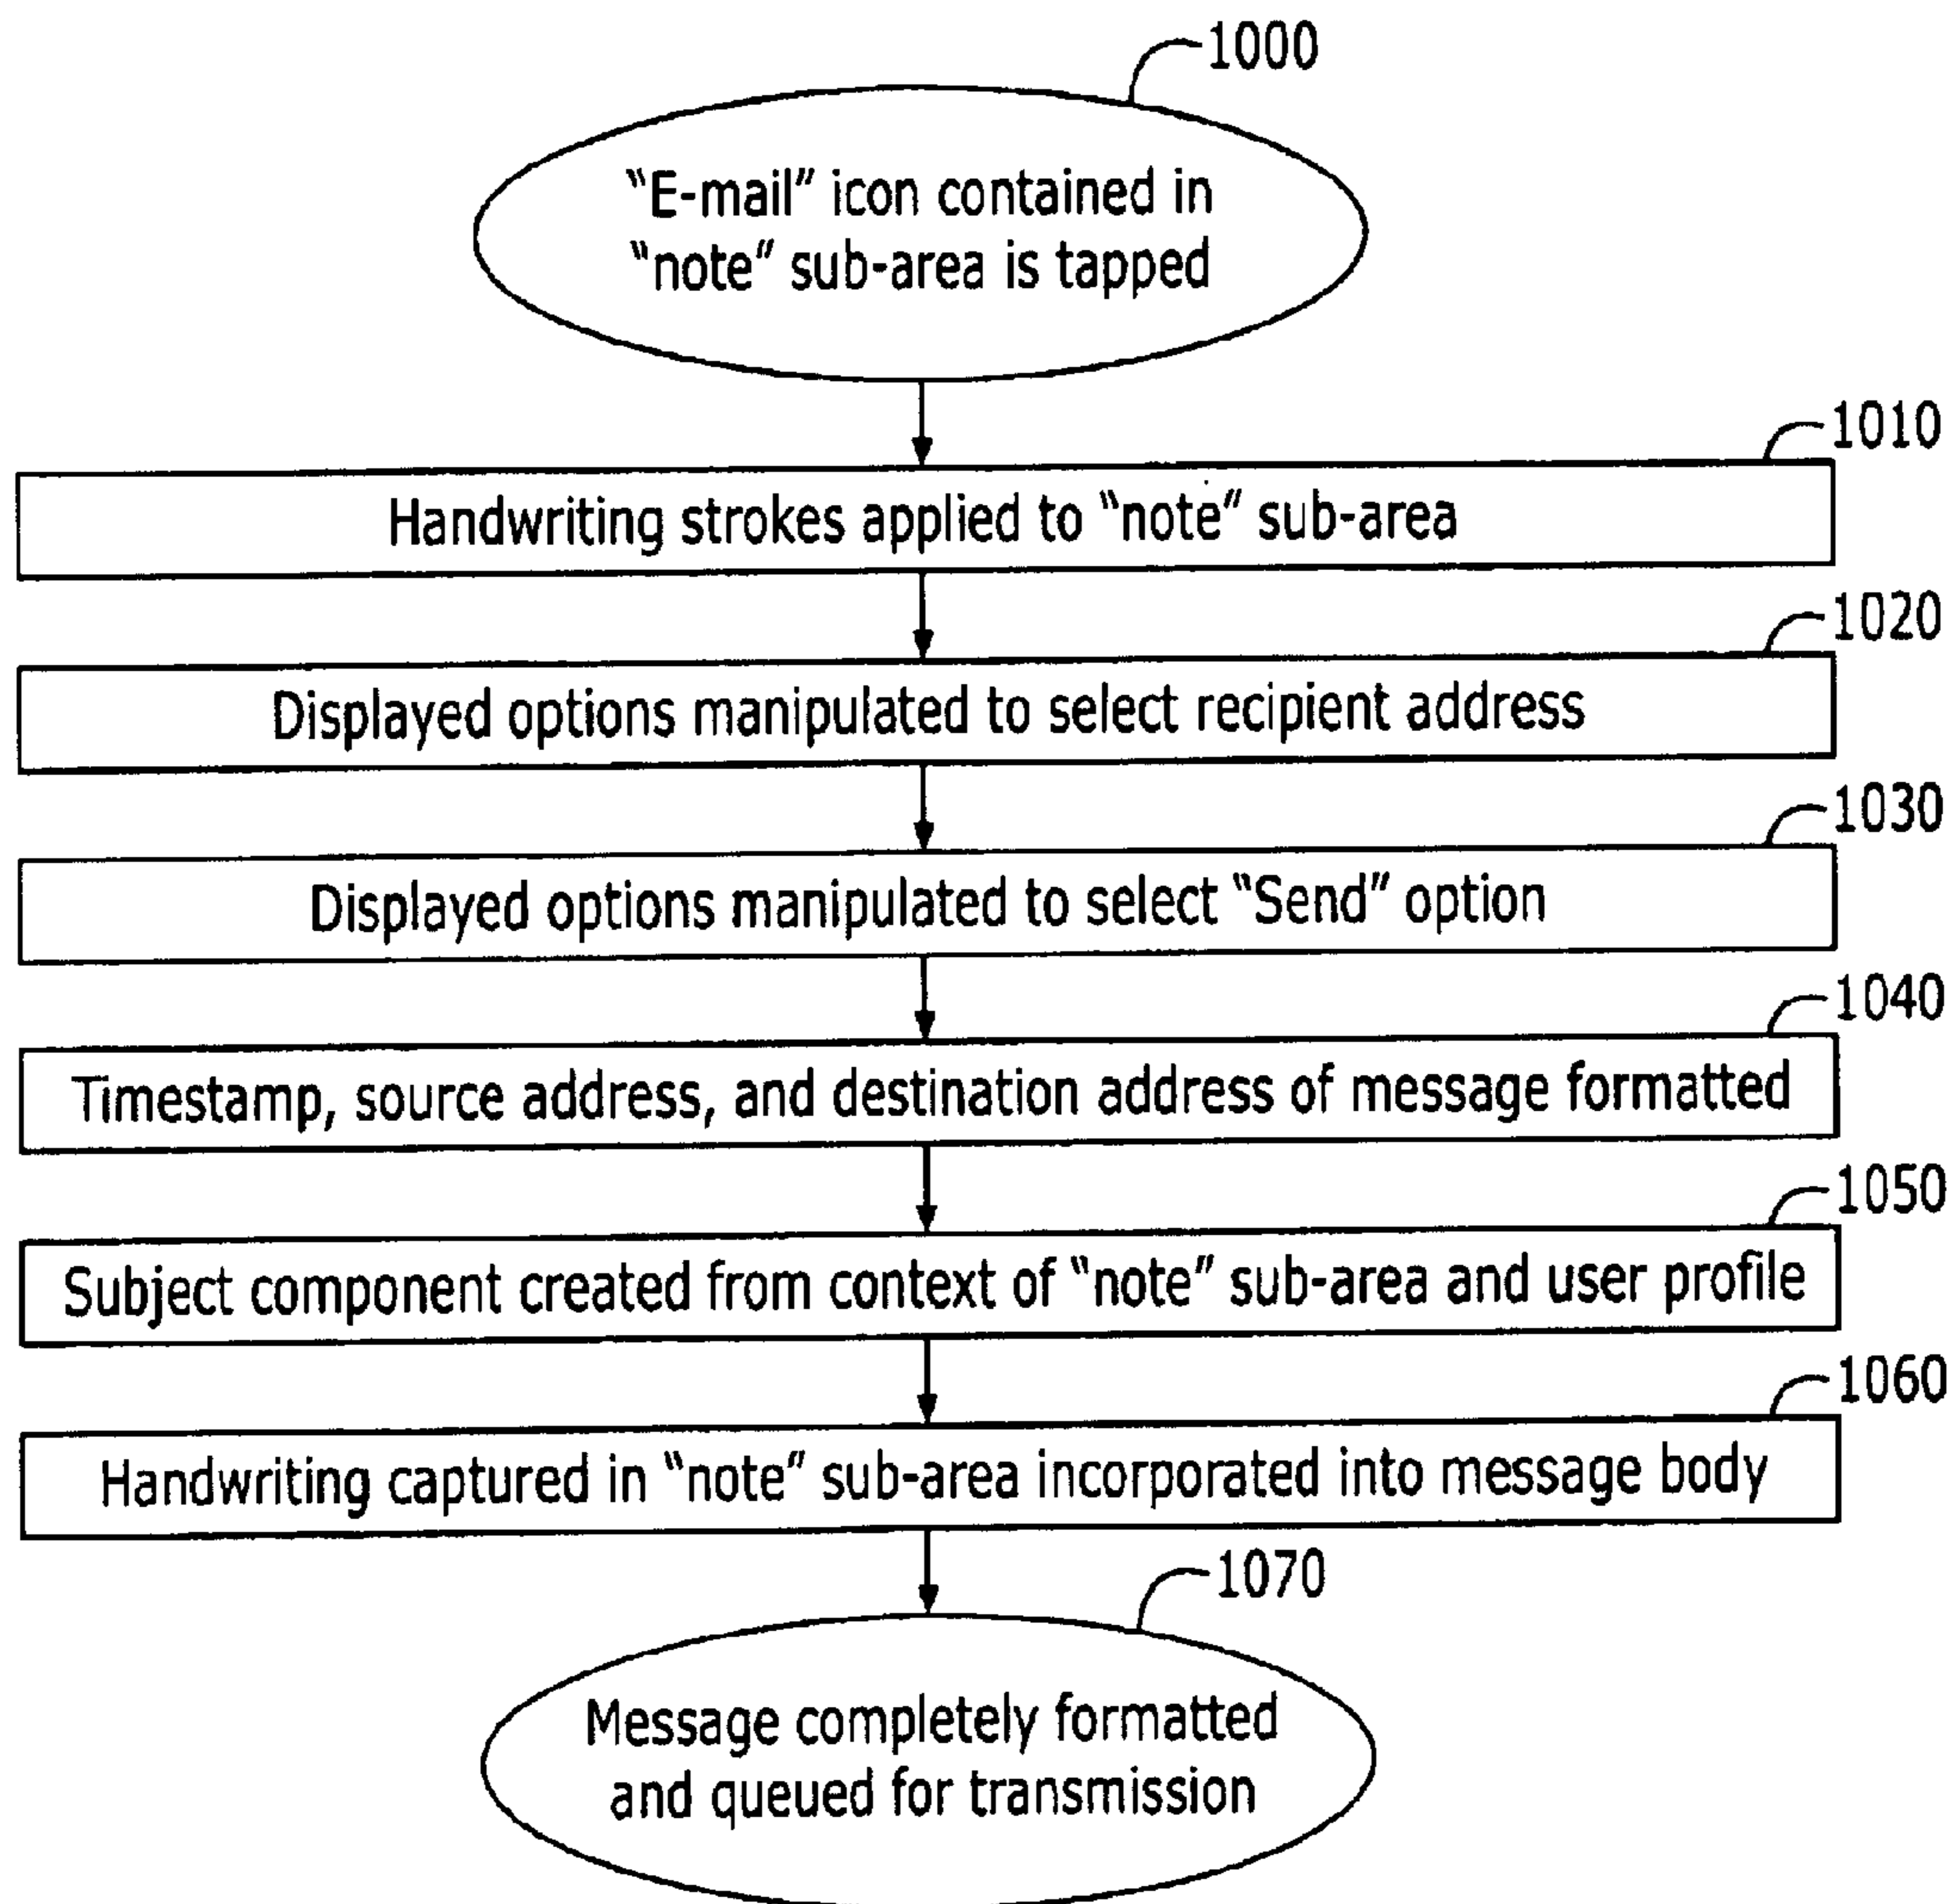 1000
“E-mail” icon contained in
“note” sub-area is tapped
1010
Handwriting strokes applied to “note” sub-area
1020
Displayed options manipulated to select recipient address
1030
Displayed options manipulated to select “Send” option
1040
Timestamp, source address, and destination address of message formatted
1050
Subject component created from context of “note” sub-area and user profile
1060
Handwriting captured in “note” sub-area incorporated into message body
1070
Message completely formatted
and queued for transmission